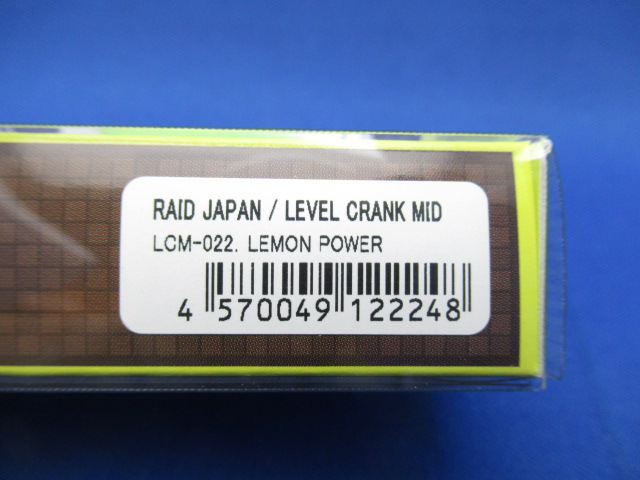 RAID JAPAN / LEVEL CRANK MID
LCM-022. LEMON POWER
4 570049 122248